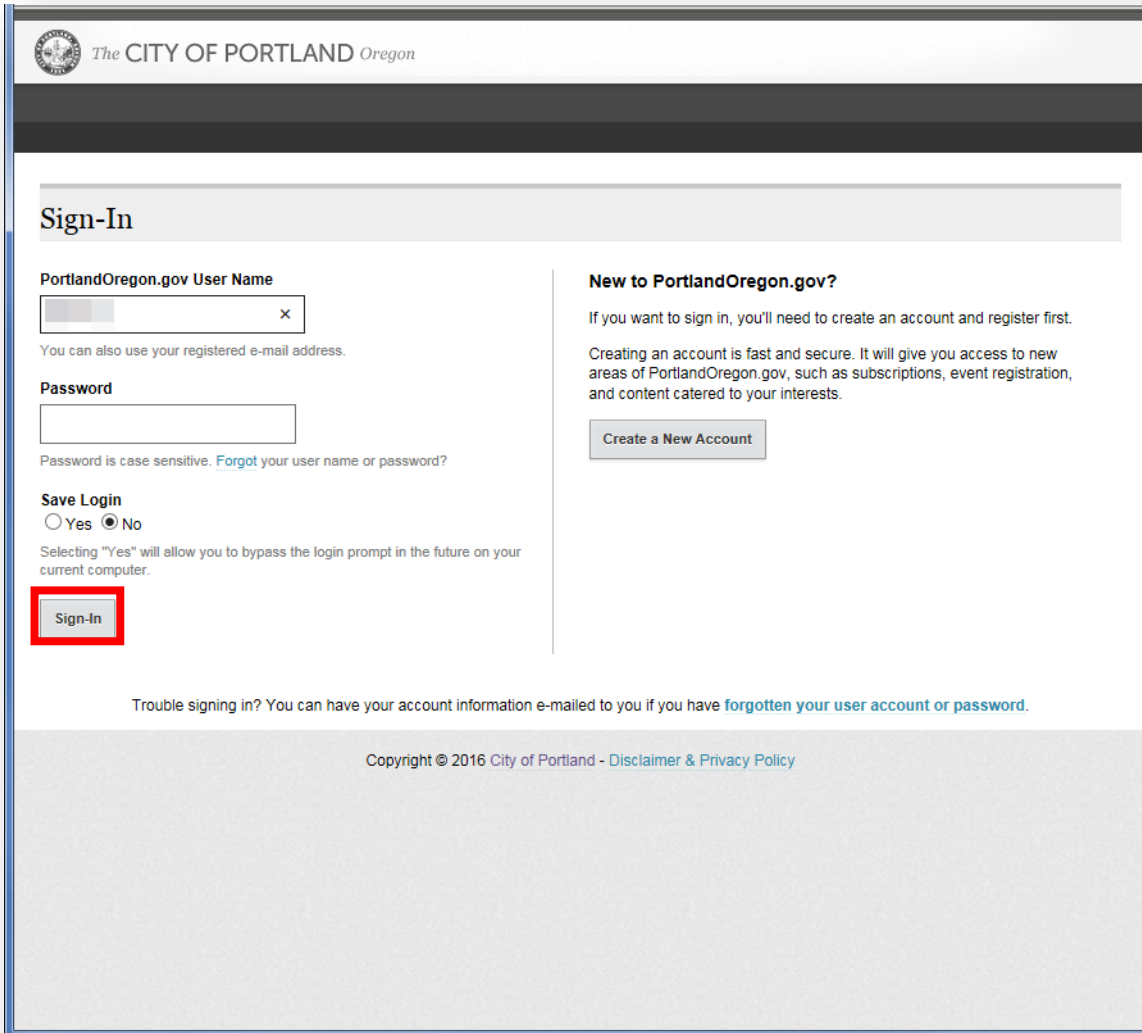 The CITY OF PORTLAND Oregon
Sign-In
PortlandOregon.gov User Name
×
You can also use your registered e-mail address.
Password
Password is case sensitive. Forgot your user name or password?
Save Login
Yes No
Selecting "Yes" will allow you to bypass the login prompt in the future on your
current computer.
Sign-In
New to PortlandOregon.gov?
If you want to sign in, you'll need to create an account and register first.
Creating an account is fast and secure. It will give you access to new
areas of PortlandOregon.gov, such as subscriptions, event registration,
and content catered to your interests.
Create a New Account
Trouble signing in? You can have your account information e-mailed to you if you have forgotten your user account or password.
Copyright © 2016 City of Portland - Disclaimer & Privacy Policy